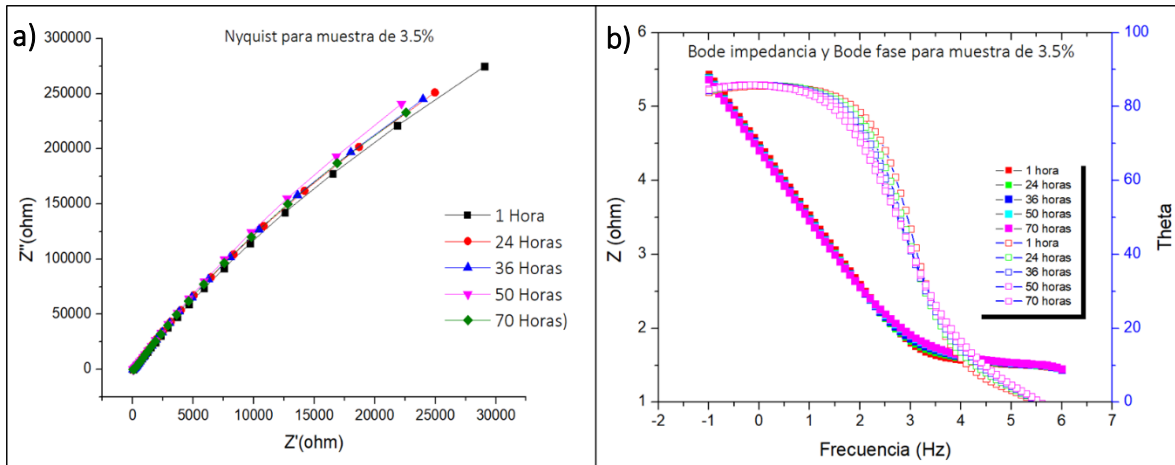 a)
Nyquist para muestra de 3.5%
300000
250000
200000
150000
100000
50000
0
Z''(ohm)
0
5000
10000
15000
20000
25000
30000
Z'(ohm)
1 Hora
24 Horas
36 Horas
50 Horas
70 Horas)
b)
Bode impedancia y Bode fase para muestra de 3.5%
6
5
4
3
2
1
Z (ohm)
-2
-1
0
1
2
3
4
5
6
7
Frecuencia (Hz)
100
80
60
40
20
0
Theta
1 hora
24 horas
36 horas
50 horas
70 horas
1 hora
24 horas
36 horas
50 horas
70 horas